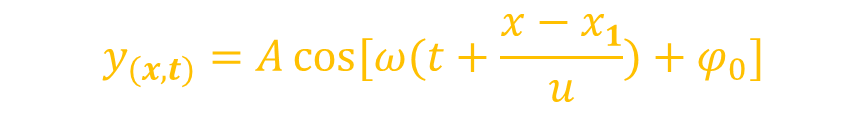 y(x,t) = A cos[ω(t + (x − x₁)/u) + φ₀]